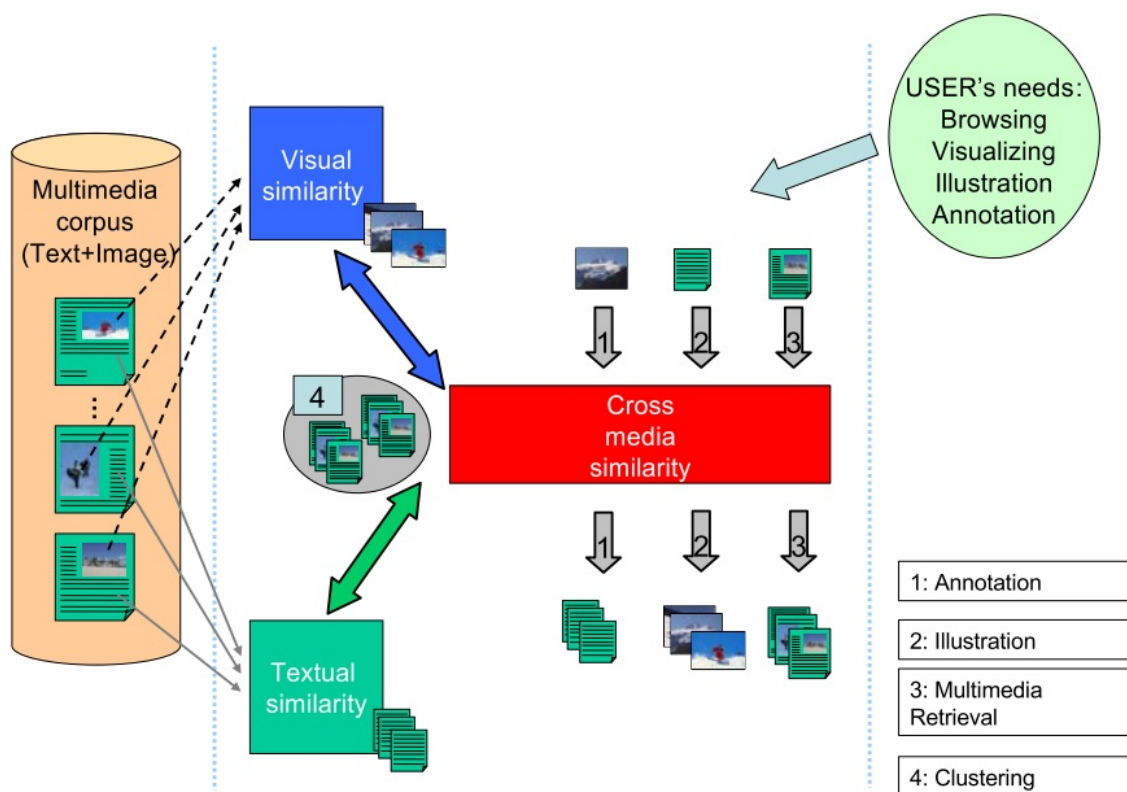 USER's needs:
Browsing
Visualizing
Illustration
Annotation
Visual
similarity
Multimedia
corpus
(Text+Image)
1
2
3
4
Cross
media
similarity
1
2
3
Textual
similarity
1: Annotation
2: Illustration
3: Multimedia
Retrieval
4: Clustering